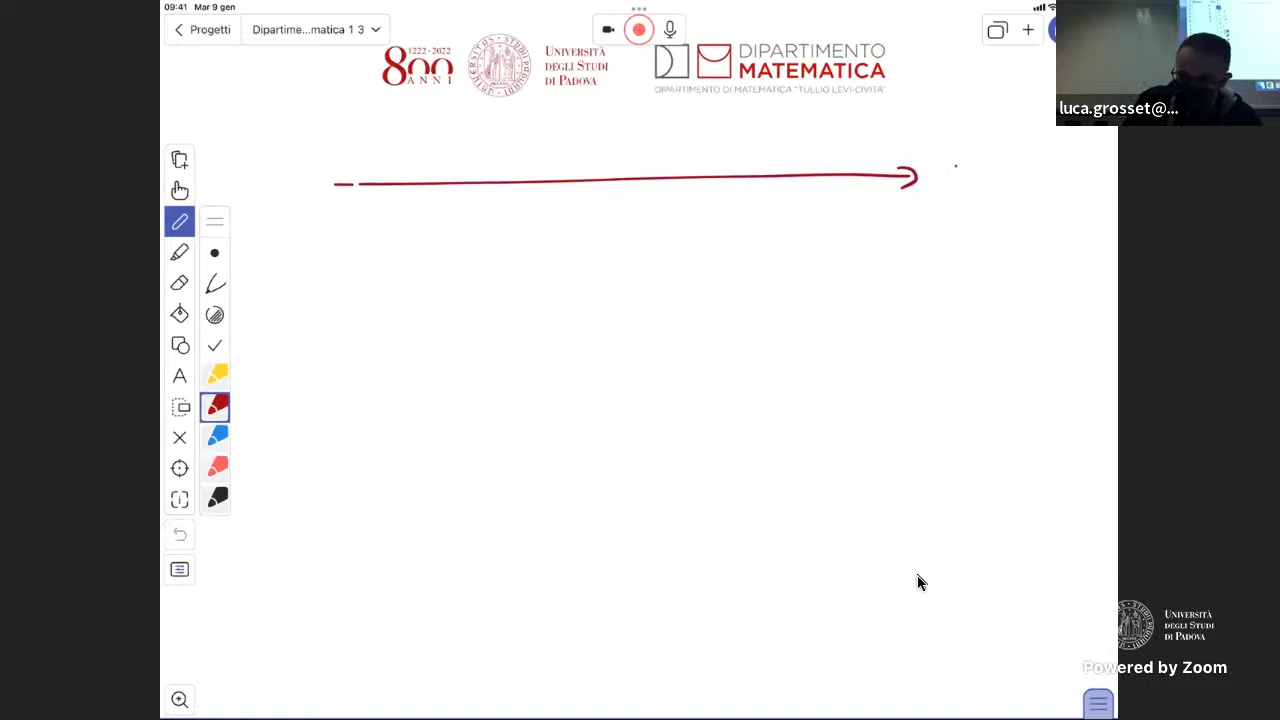 09:41 Mar 9 gen
Progetti
Dipartime...matica 1 3
1222·2022
800
ANNI
UNIVERSITÀ
DEGLI STUDI
DI PADOVA
DIPARTIMENTO
MATEMATICA
DIPARTIMENTO DI MATEMATICA "TULLIO LEVI-CIVITA"
luca.grosset@...
A
UNIVERSITÀ
DEGLI STUDI
DI PADOVA
Powered by Zoom